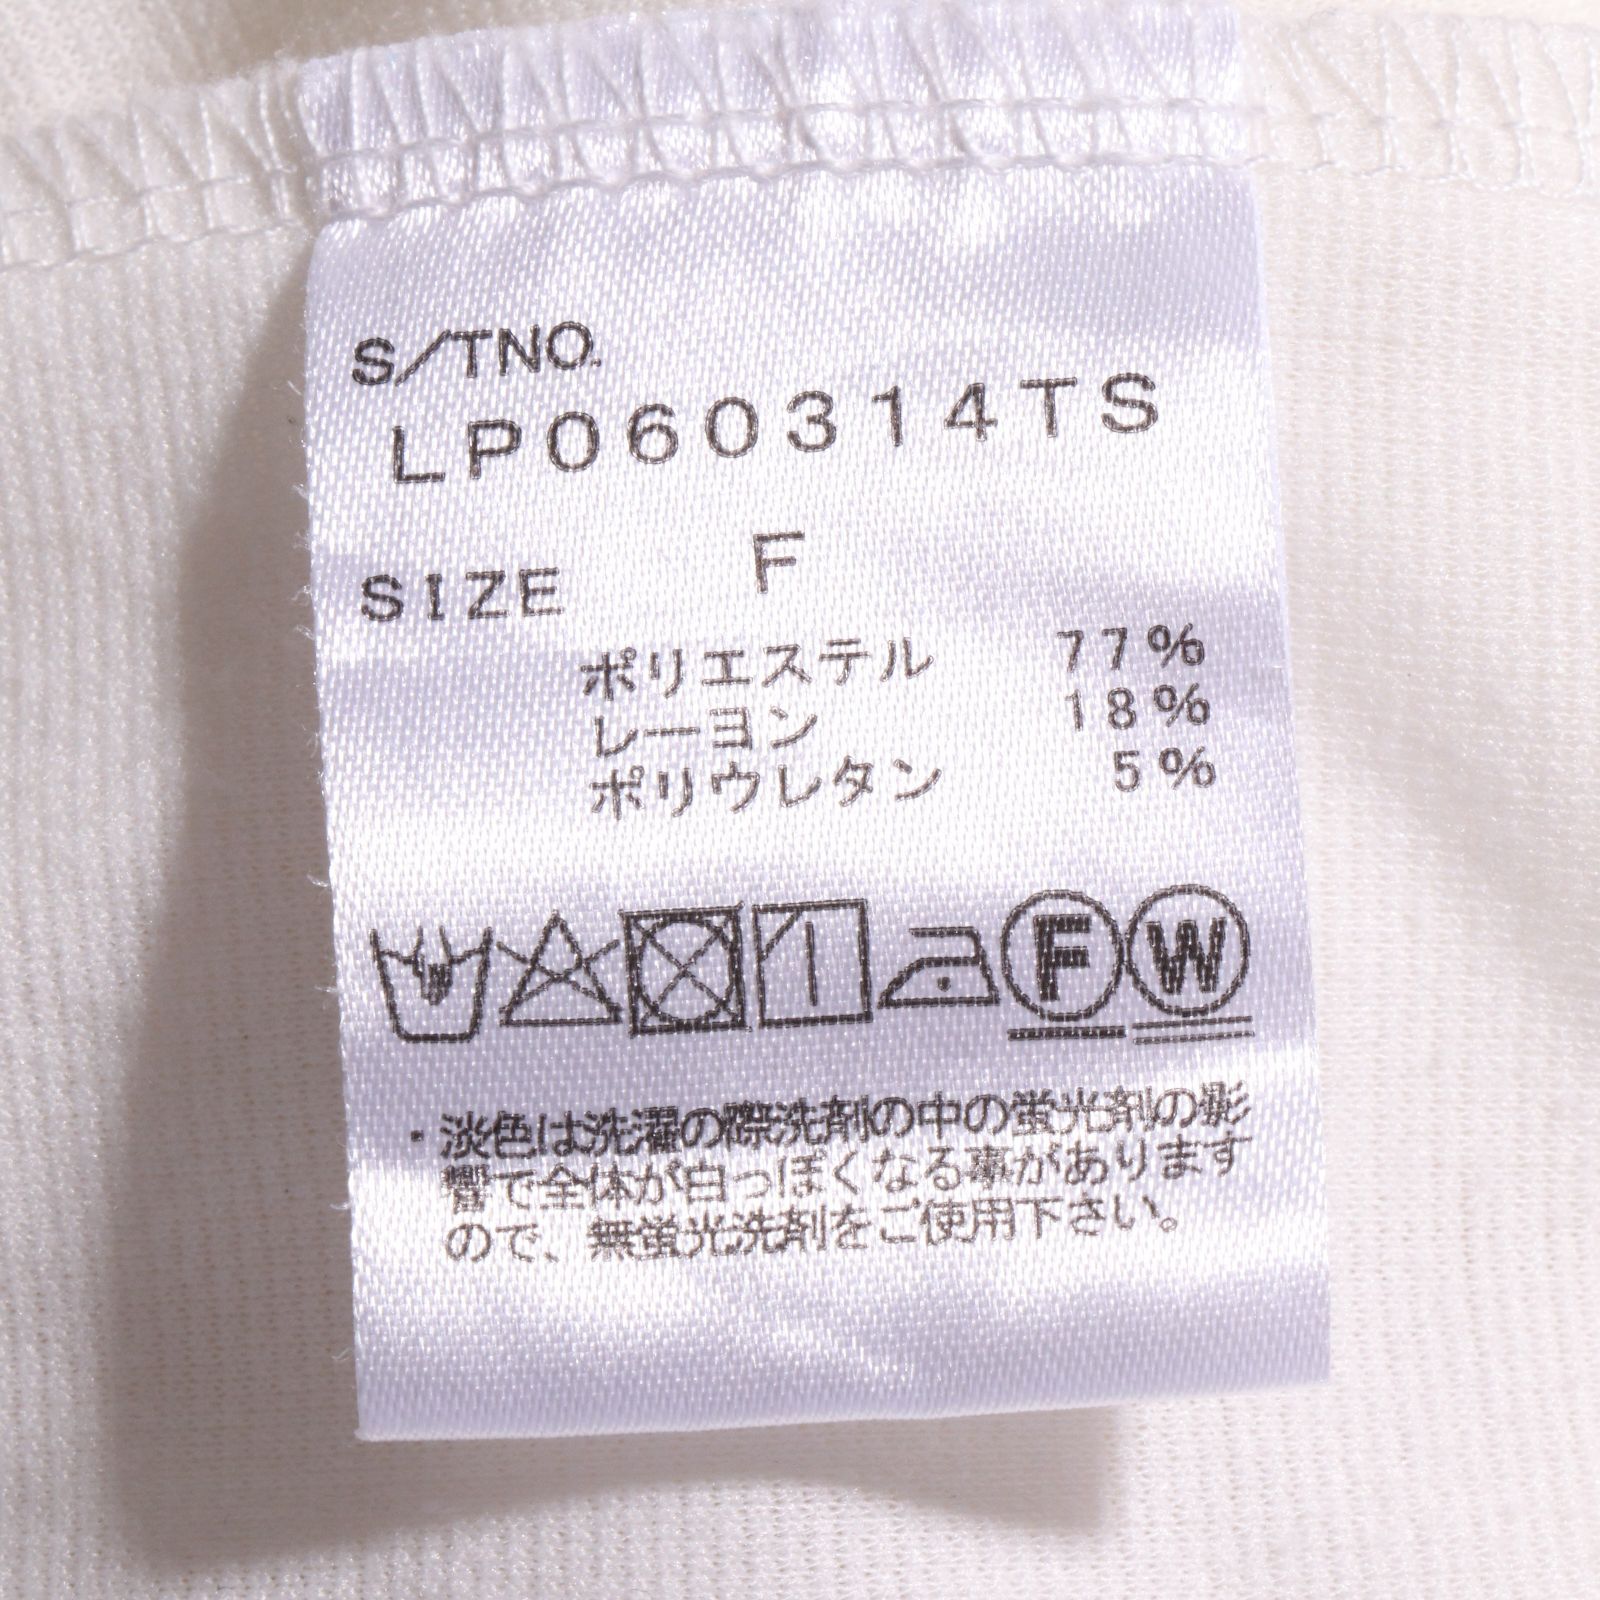 S/TNO.
LP060314TS
SIZE F
ポリエステル 77%
レーヨン 18%
ポリウレタン 5%
F W
・淡色は洗濯の際洗剤の中の蛍光剤の影
響で全体が白っぽくなる事があります
ので、無蛍光洗剤をご使用下さい。